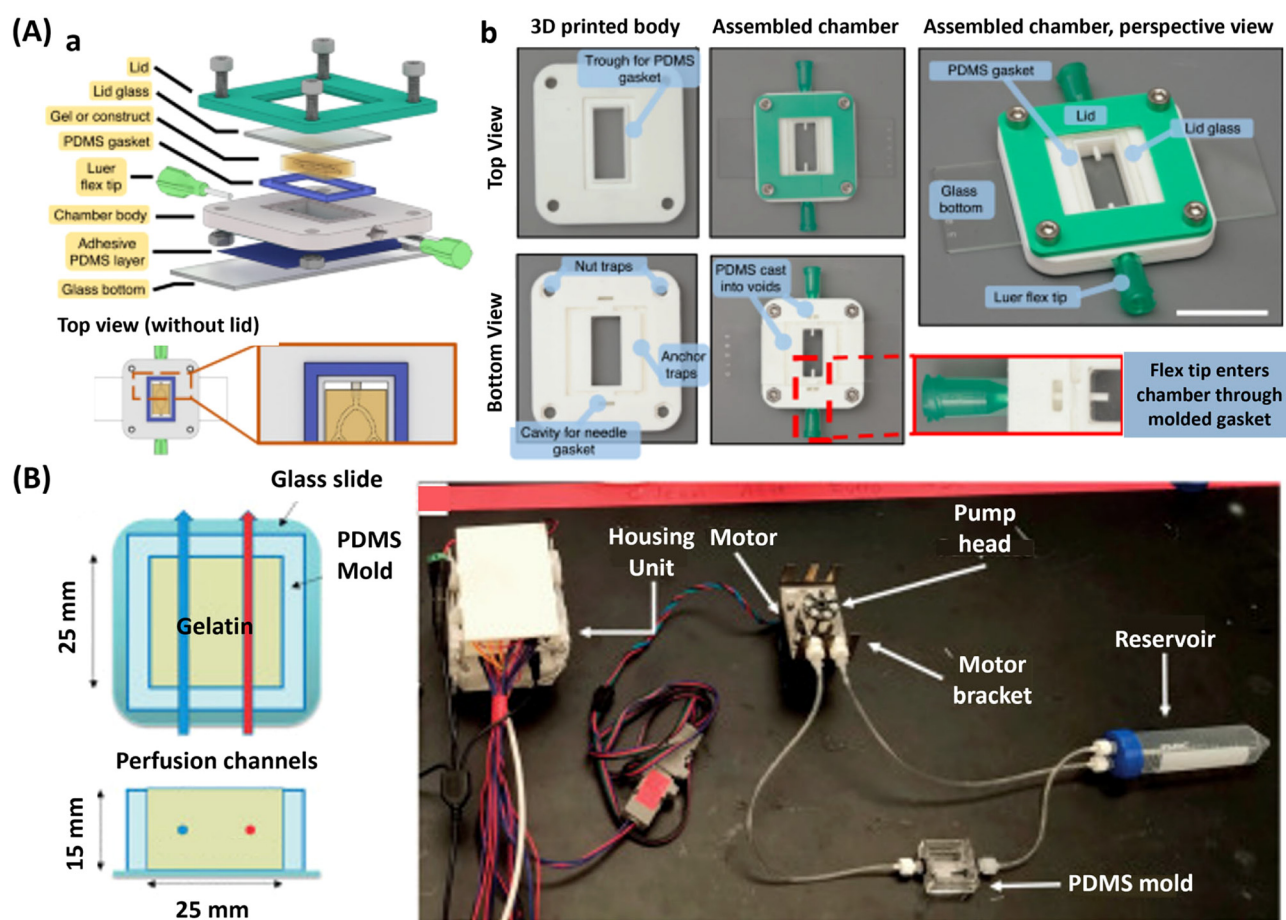 (A)
a
Lid
Lid glass
Gel or construct
PDMS gasket
Luer
flex tip
Chamber body
Adhesive
PDMS layer
Glass bottom
Top view (without lid)
b
3D printed body
Assembled chamber
Assembled chamber, perspective view
Top View
Trough for PDMS
gasket
PDMS gasket
Lid
Lid glass
Glass
bottom
Luer flex tip
Bottom View
Nut traps
Anchor
traps
Cavity for needle
gasket
PDMS cast
into voids
Flex tip enters
chamber through
molded gasket
(B)
Glass slide
PDMS
Mold
25 mm
Gelatin
Perfusion channels
15 mm
25 mm
Housing
Unit
Motor
Pump
head
Motor
bracket
Reservoir
PDMS mold